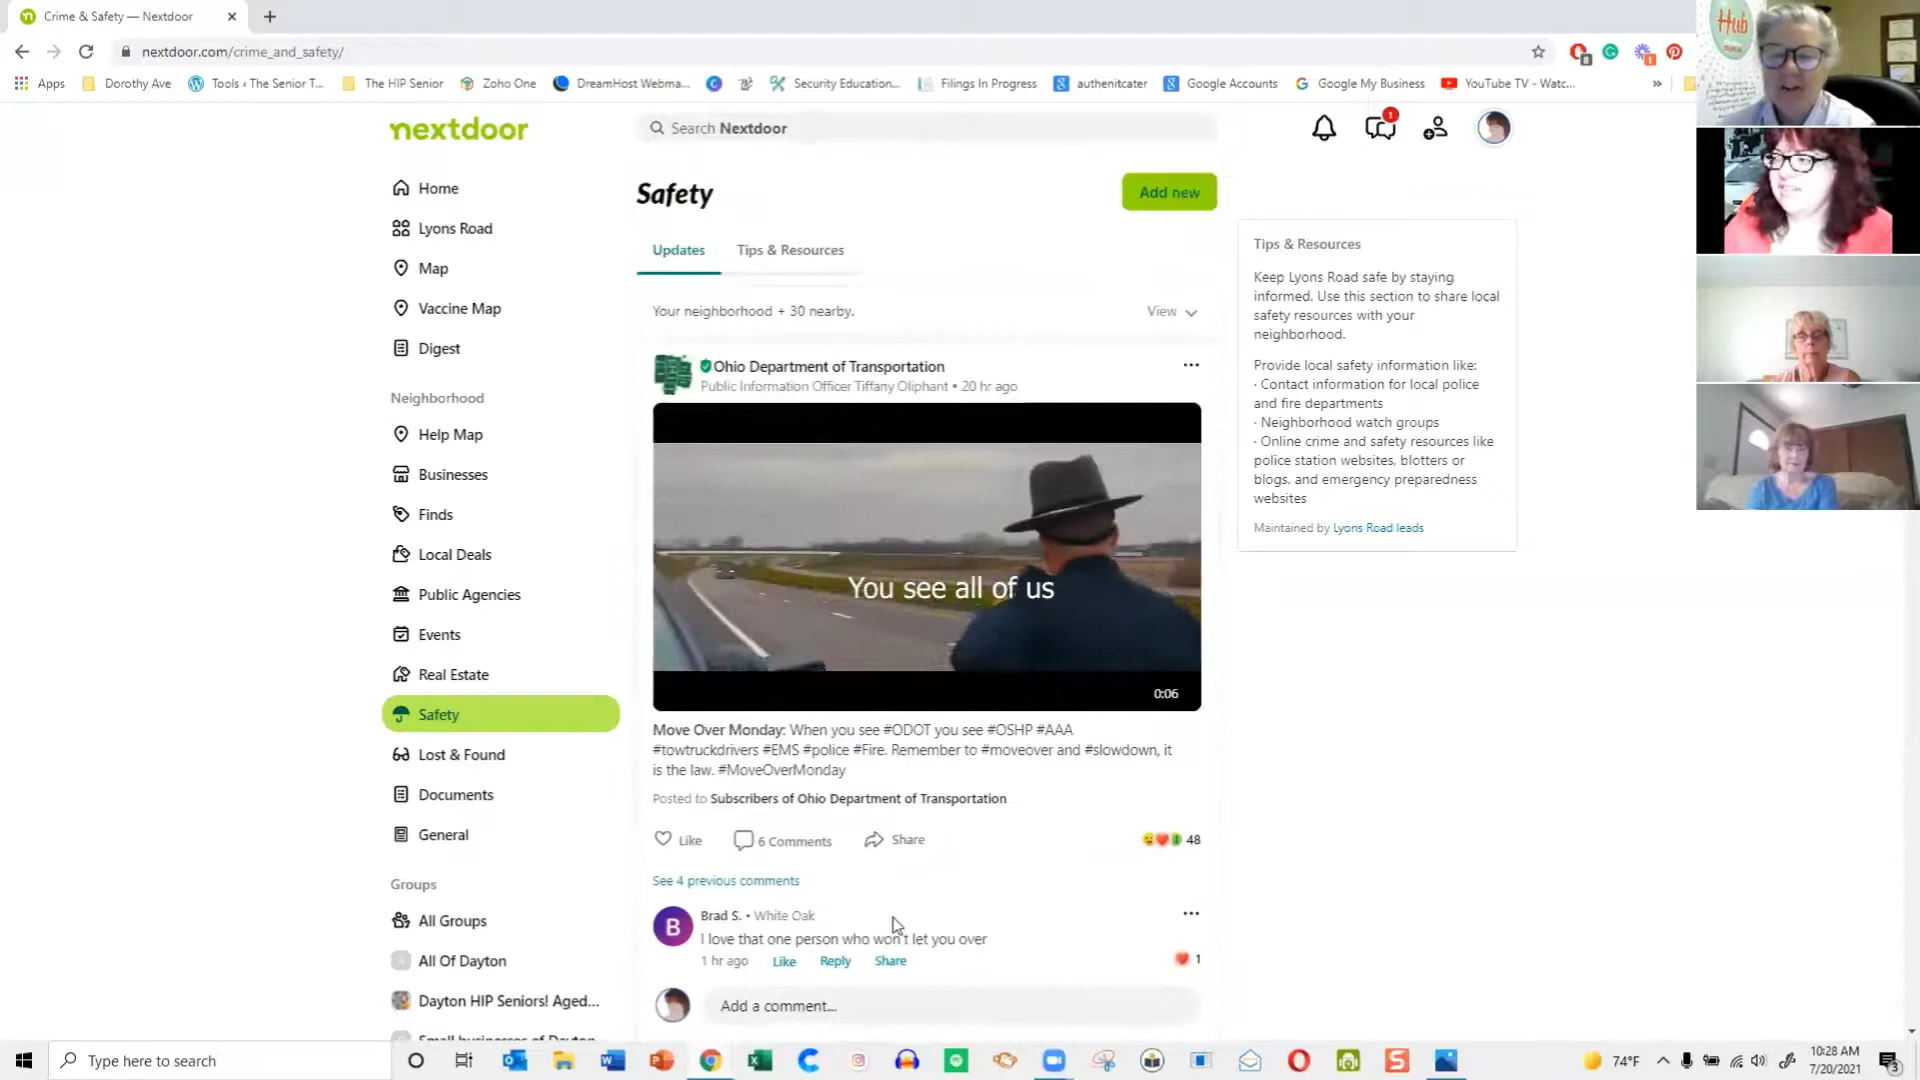 Crime & Safety — Nextdoor
nextdoor.com/crime_and_safety/
8
1
Apps
Dorothy Ave
Tools ‹ The Senior T...
The HIP Senior
Zoho One
DreamHost Webma...
Security Education...
Filings In Progress
authenitcater
Google Accounts
Google My Business
YouTube TV - Watc...
»
Hub
nextdoor
Search Nextdoor
1
Home
Lyons Road
Map
Vaccine Map
Digest
Neighborhood
Help Map
Businesses
Finds
Local Deals
Public Agencies
Events
Real Estate
Safety
Lost & Found
Documents
General
Groups
All Groups
All Of Dayton
Dayton HIP Seniors! Aged...
Small businesses of Dayton
Safety
Add new
Updates
Tips & Resources
Your neighborhood + 30 nearby.
View
Ohio Department of Transportation
Public Information Officer Tiffany Oliphant • 20 hr ago
You see all of us
0:06
Move Over Monday: When you see #ODOT you see #OSHP #AAA
#towtruckdrivers #EMS #police #Fire. Remember to #moveover and #slowdown, it
is the law. #MoveOverMonday
Posted to Subscribers of Ohio Department of Transportation
Like
6 Comments
Share
48
See 4 previous comments
B
Brad S. • White Oak
I love that one person who won't let you over
1 hr ago
Like
Reply
Share
1
Add a comment...
Tips & Resources
Keep Lyons Road safe by staying
informed. Use this section to share local
safety resources with your
neighborhood.
Provide local safety information like:
· Contact information for local police
and fire departments
· Neighborhood watch groups
· Online crime and safety resources like
police station websites, blotters or
blogs, and emergency preparedness
websites
Maintained by Lyons Road leads
Type here to search
74°F
10:28 AM
7/20/2021
3